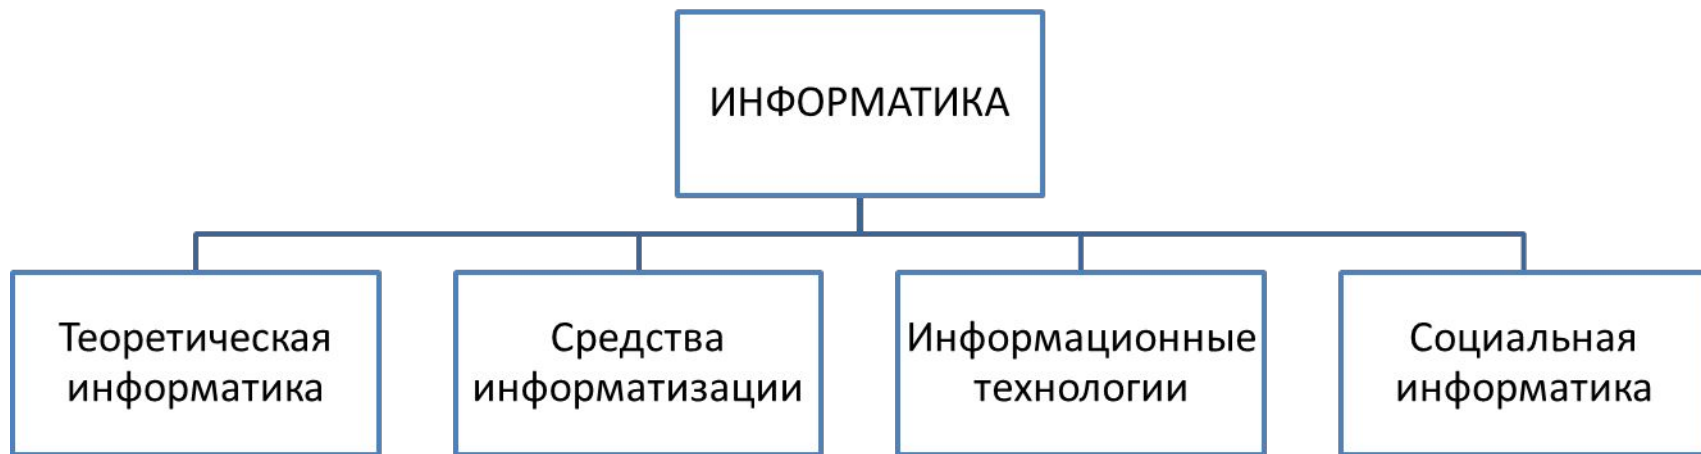 ИНФОРМАТИКА
Теоретическая
информатика
Средства
информатизации
Информационные
технологии
Социальная
информатика